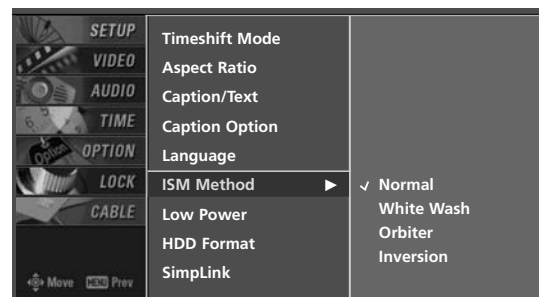 SETUP
VIDEO
AUDIO
TIME
OPTION
LOCK
CABLE
Move MENU Prev
Timeshift Mode
Aspect Ratio
Caption/Text
Caption Option
Language
ISM Method ▶
Low Power
HDD Format
SimpLink
✓ Normal
White Wash
Orbiter
Inversion